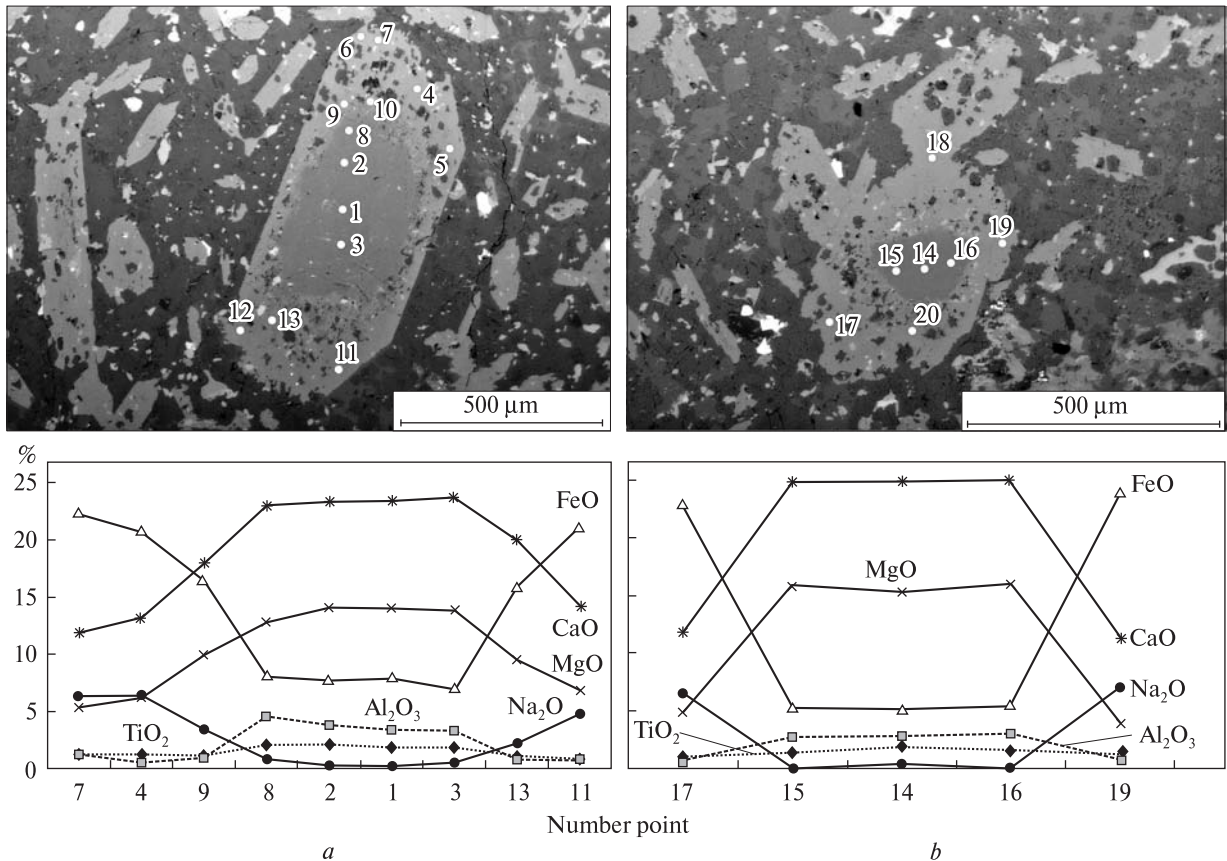 6 7
4
9 10
8
5
2
1
3
12 13
11
500 μm
18
19
15 14 16
17 20
500 μm
%
25
20
15
10
5
0
FeO
CaO
MgO
Na₂O
Al₂O₃
TiO₂
7 4 9 8 2 1 3 13 11
FeO
MgO
CaO
Na₂O
TiO₂
Al₂O₃
17 15 14 16 19
Number point
a b